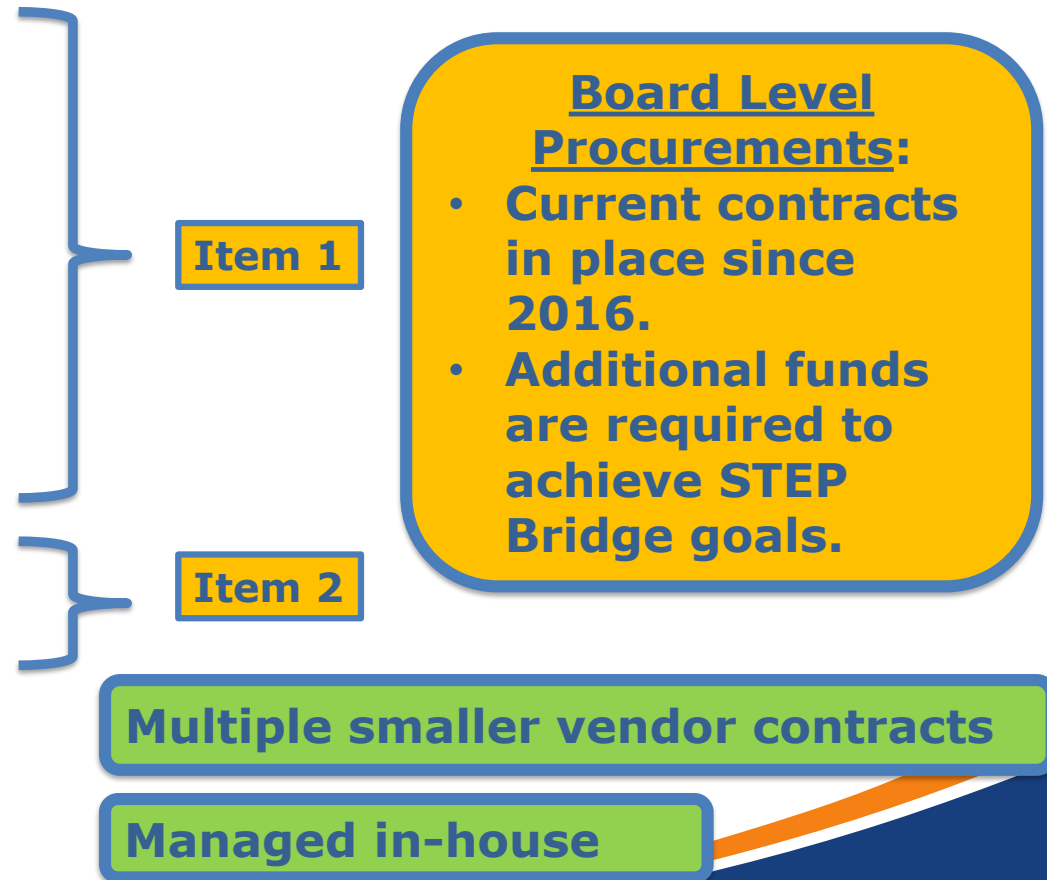 Board Level
Procurements:
• Current contracts
in place since
2016.
• Additional funds
are required to
achieve STEP
Bridge goals.
Item 1
Item 2
Multiple smaller vendor contracts
Managed in-house